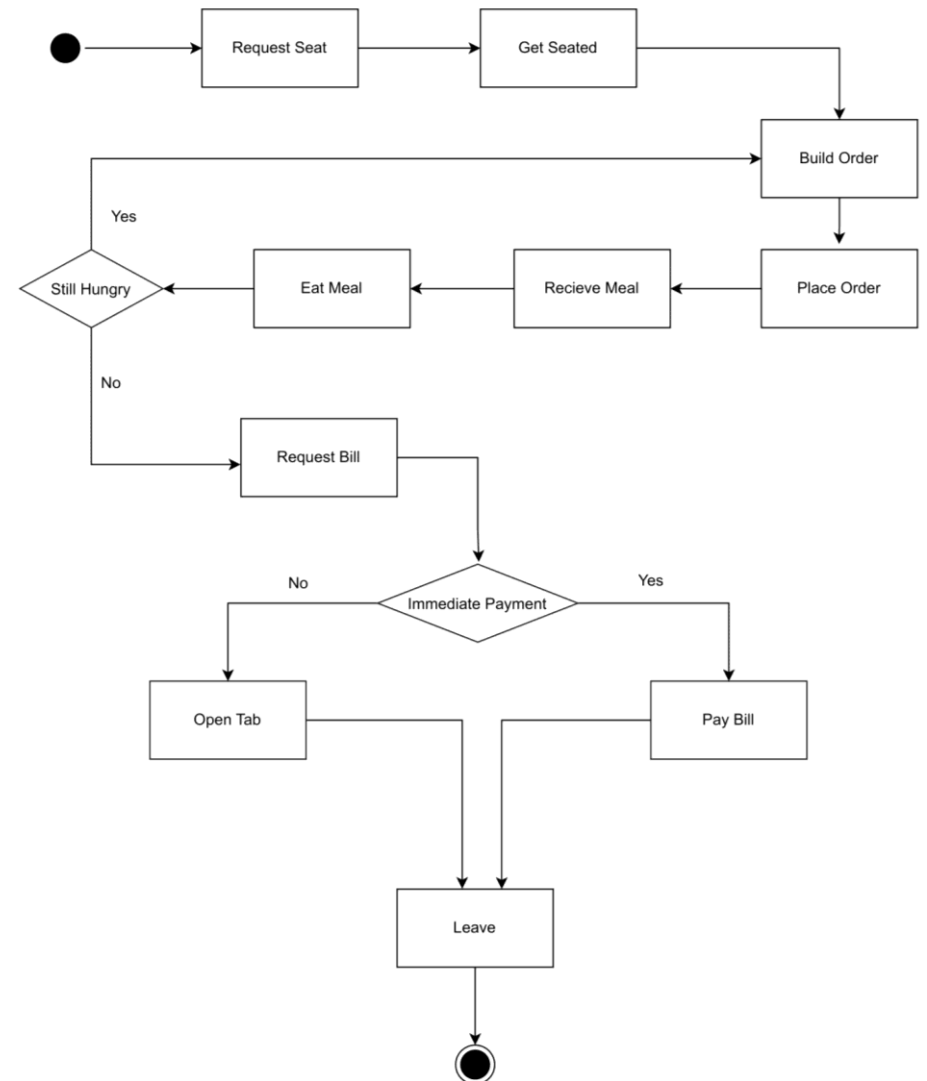 Request Seat
Get Seated
Build Order
Yes
Still Hungry
Eat Meal
Recieve Meal
Place Order
No
Request Bill
No
Immediate Payment
Yes
Open Tab
Pay Bill
Leave